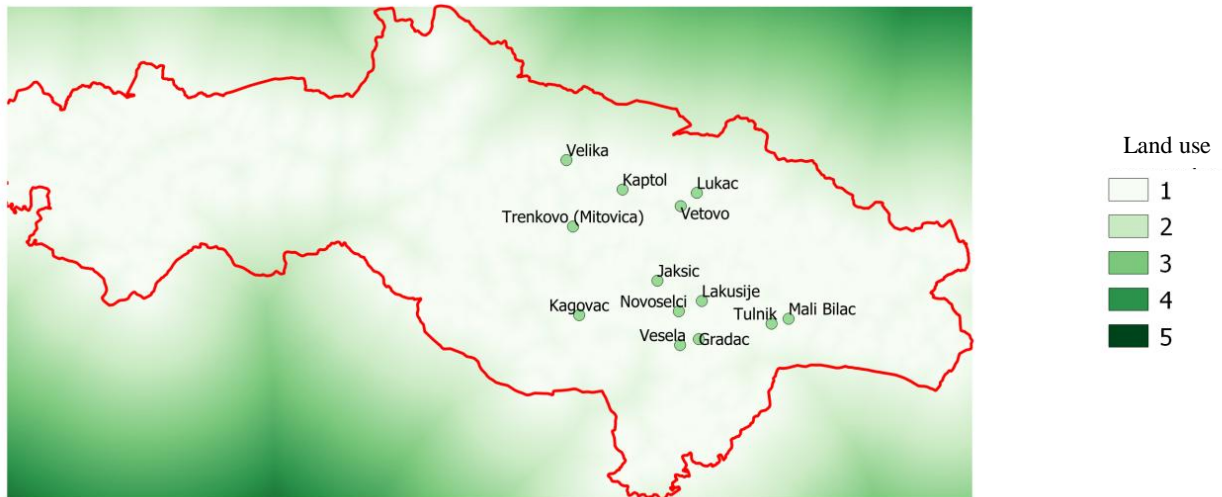 Velika
Kaptol
Lukac
Vetovo
Trenkovo (Mitovica)
Jaksic
Lakusije
Novoselci
Kagovac
Tulnik
Mali Bilac
Vesela
Gradac
Land use
1
2
3
4
5